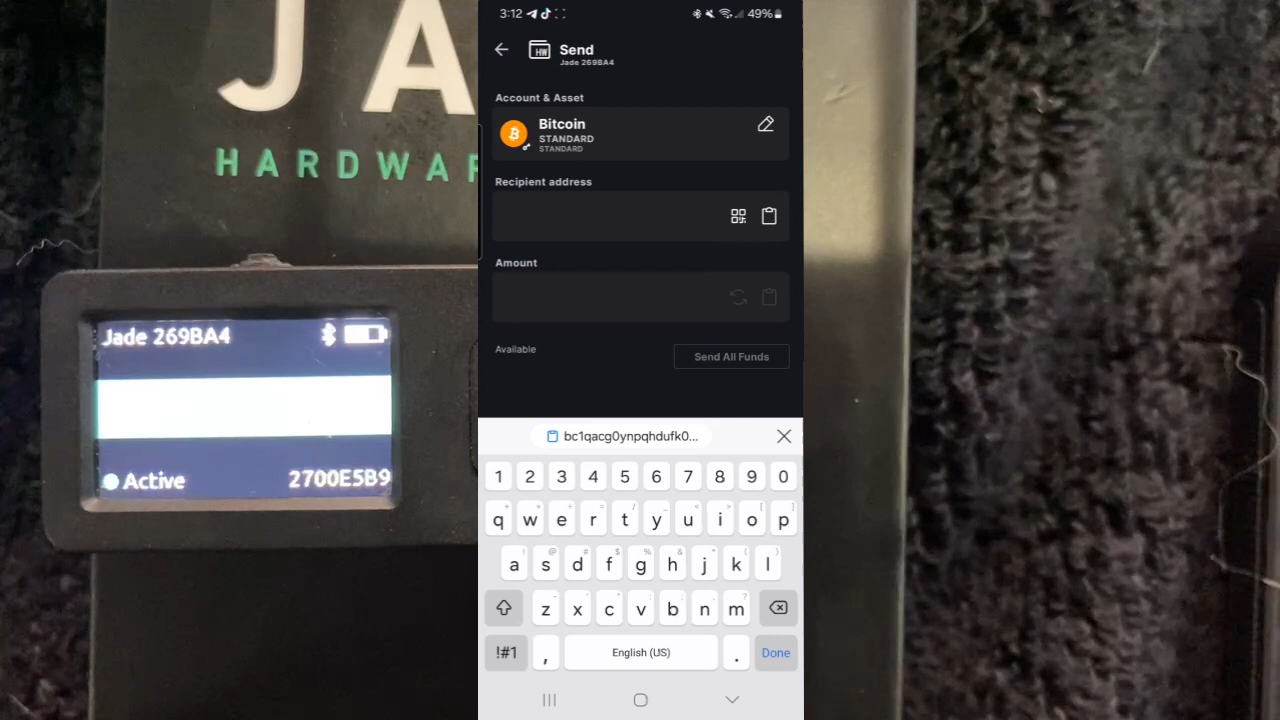 JA
HARDWA
Jade 269BA4
Active
2700E5B9
3:12
49%
Send
Jade 269BA4
Account & Asset
Bitcoin
STANDARD
STANDARD
Recipient address
Amount
Available
Send All Funds
bc1qacg0ynpqhdufk0...
1 2 3 4 5 6 7 8 9 0
q w e r t y u i o p
a s d f g h j k l
z x c v b n m
!#1 , English (US) . Done